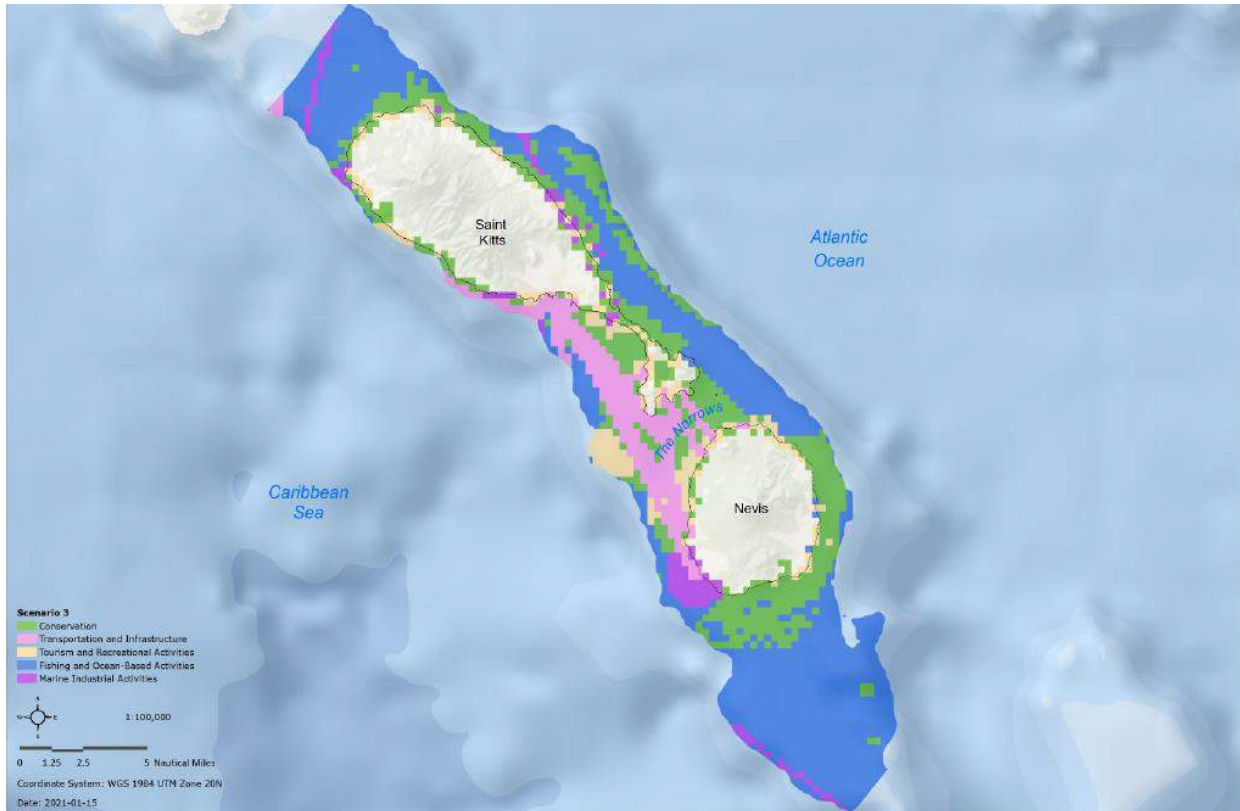 Saint
Kitts
Atlantic
Ocean
The Narrows
Caribbean
Sea
Nevis
Scenario 3
Conservation
Transportation and Infrastructure
Tourism and Recreational Activities
Fishing and Ocean-Based Activities
Marine Industrial Activities
N
W E
S
1:100,000
0 1.25 2.5 5 Nautical Miles
Coordinate System: WGS 1984 UTM Zone 20N
Date: 2021-01-15